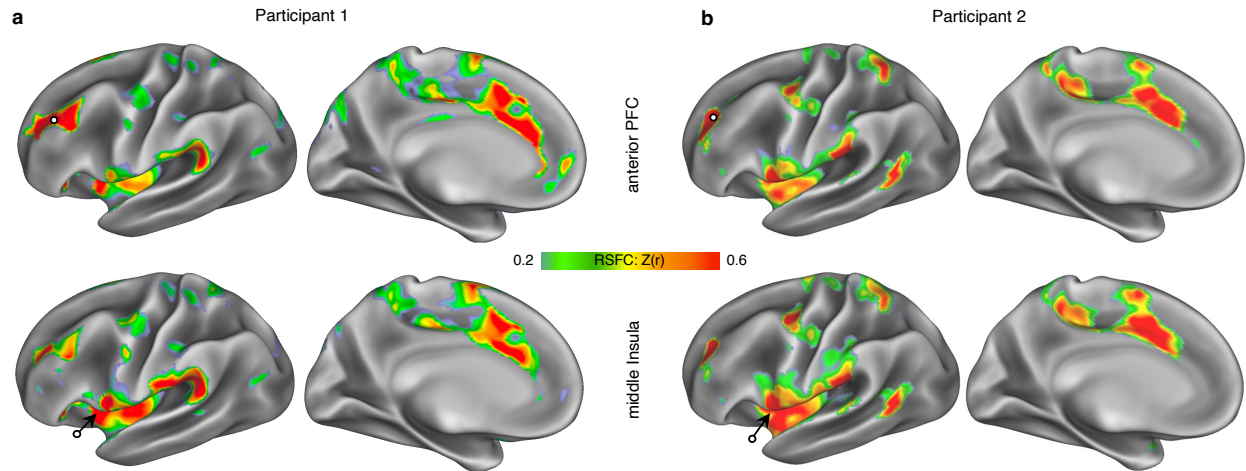 a Participant 1
b Participant 2
anterior PFC
0.2 RSFC: Z(r) 0.6
middle Insula